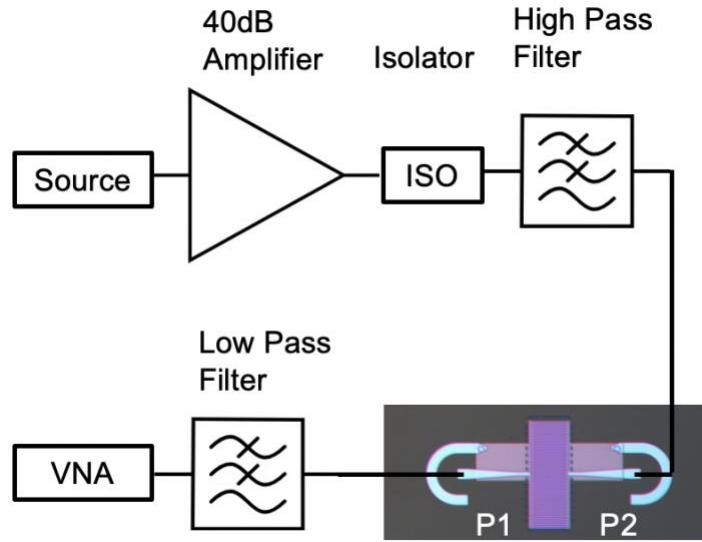 40dB
Amplifier
Isolator
High Pass
Filter
Source
ISO
Low Pass
Filter
VNA
P1
P2